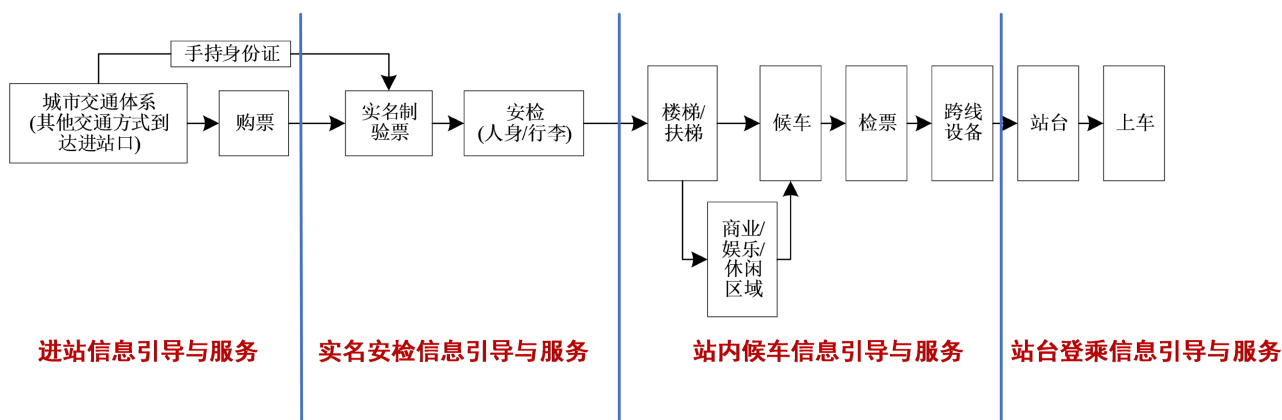 手持身份证
城市交通体系
(其他交通方式到
达进站口)
购票
实名制
验票
安检
(人身/行李)
楼梯/
扶梯
候车
检票
跨线
设备
站台
上车
商业/
娱乐/
休闲
区域
进站信息引导与服务
实名安检信息引导与服务
站内候车信息引导与服务
站台登乘信息引导与服务